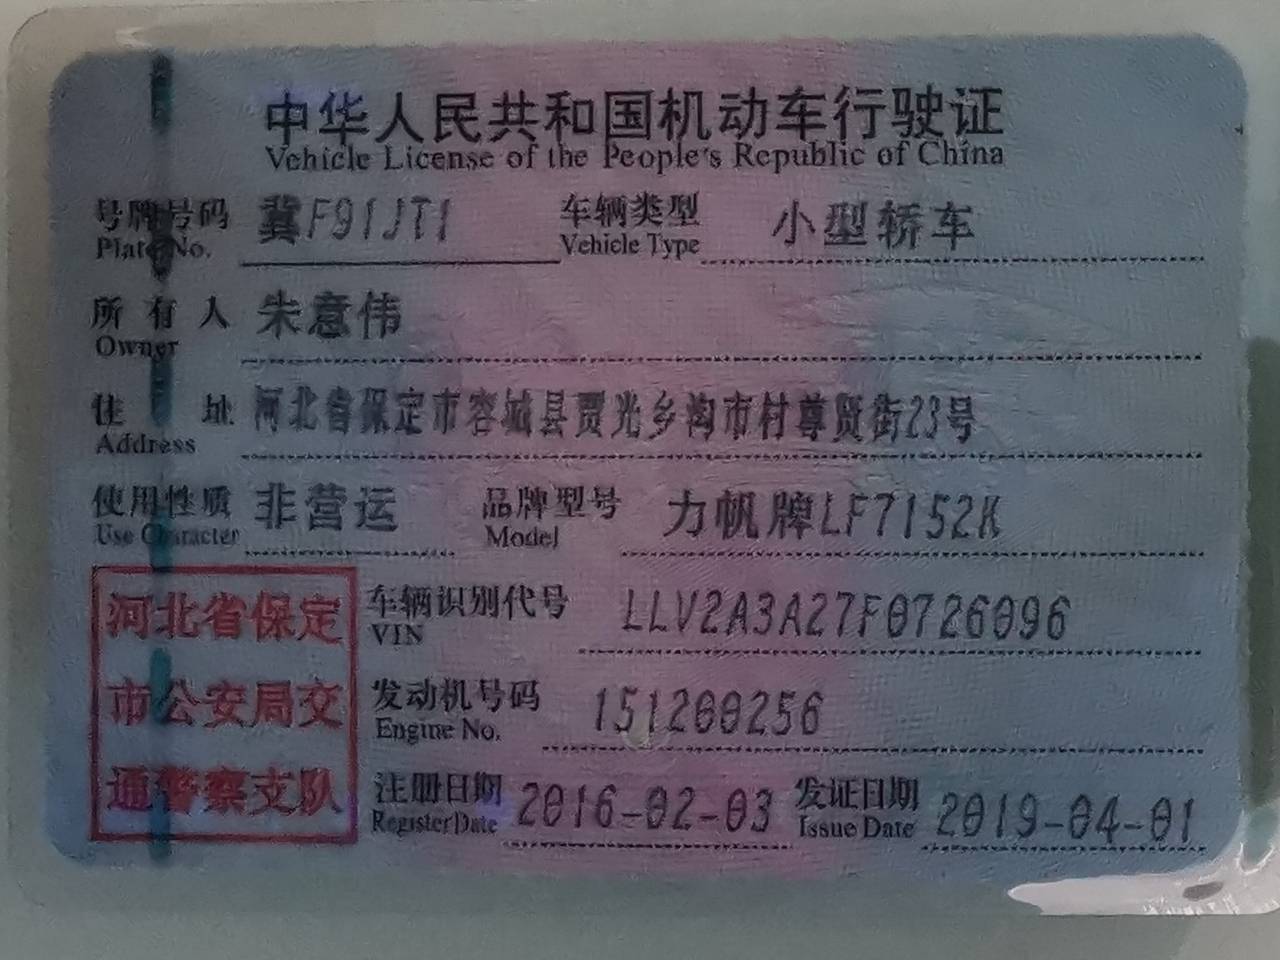 中华人民共和国机动车行驶证
Vehicle License of the People's Republic of China
号牌号码 冀F91JT1 车辆类型 小型轿车
Plate No. Vehicle Type
所有人 朱意伟
Owner
住址 河北省保定市容城县贾光乡沟市村尊贤街23号
Address
使用性质 非营运 品牌型号 力帆牌LF7152K
Use Character Model
河北省保定
市公安局交
通警察支队
车辆识别代号 LLV2A3A27F0726096
VIN
发动机号码 151200256
Engine No.
注册日期 2016-02-03 发证日期 2019-04-01
Register Date Issue Date